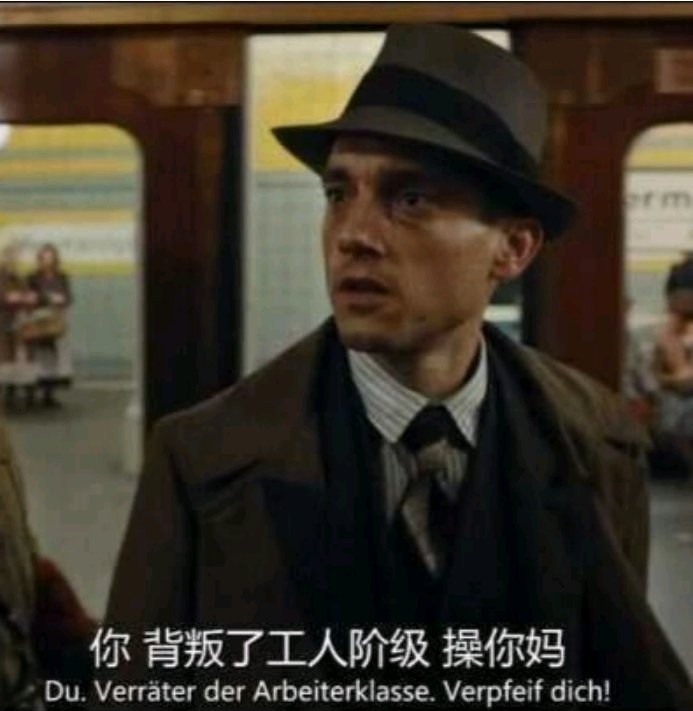 你 背叛了工人阶级 操你妈
Du. Verräter der Arbeiterklasse. Verpfeif dich!